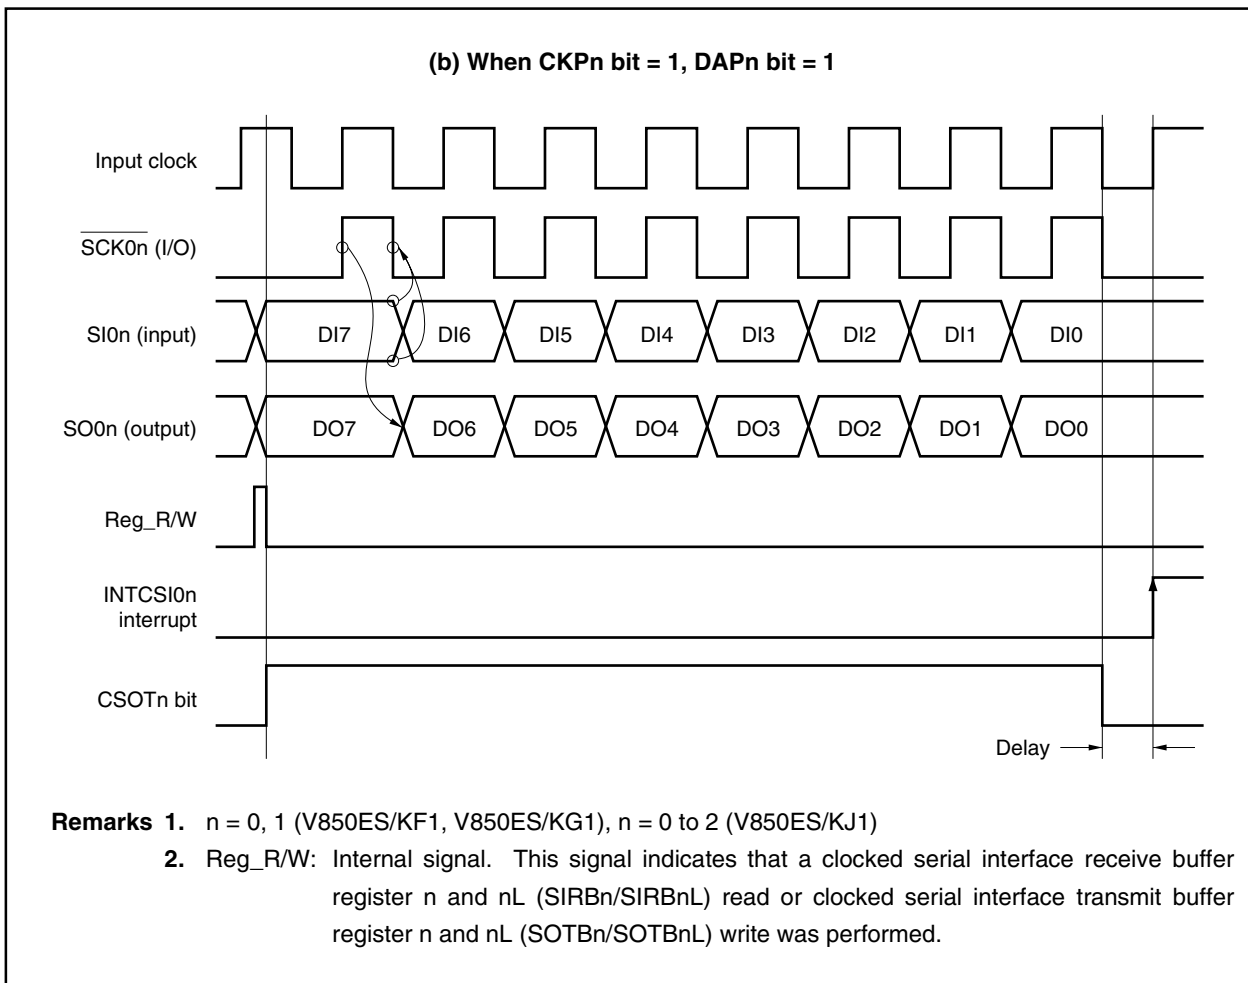 (b) When CKPn bit = 1, DAPn bit = 1
Input clock
SCK0n (I/O)
SI0n (input)
DI7 DI6 DI5 DI4 DI3 DI2 DI1 DI0
SO0n (output)
DO7 DO6 DO5 DO4 DO3 DO2 DO1 DO0
Reg_R/W
INTCSI0n
interrupt
CSOTn bit
Delay
Remarks 1. n = 0, 1 (V850ES/KF1, V850ES/KG1), n = 0 to 2 (V850ES/KJ1)
2. Reg_R/W: Internal signal. This signal indicates that a clocked serial interface receive buffer
register n and nL (SIRBn/SIRBnL) read or clocked serial interface transmit buffer
register n and nL (SOTBn/SOTBnL) write was performed.